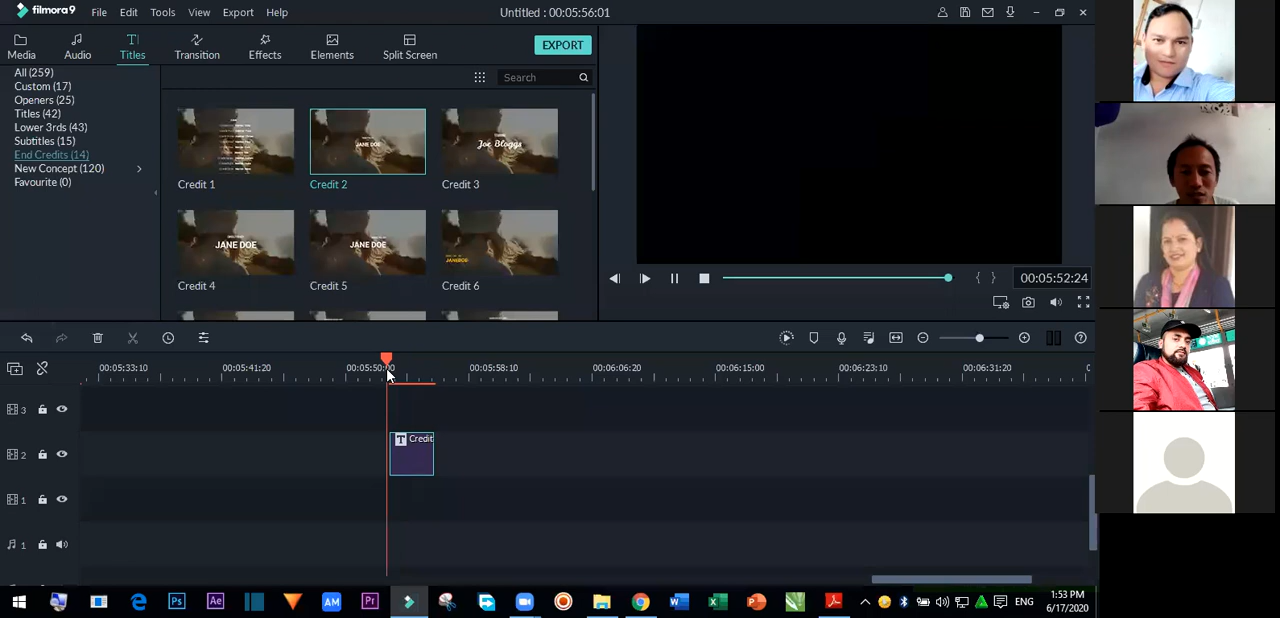 filmora9 File Edit Tools View Export Help Untitled : 00:05:56:01
Media Audio Titles Transition Effects Elements Split Screen EXPORT
All (259)
Custom (17)
Openers (25)
Titles (42)
Lower 3rds (43)
Subtitles (15)
End Credits (14)
New Concept (120)
Favourite (0)
Search
JANE DOE
Joe Bloggs
Credit 1 Credit 2 Credit 3
JANE DOE
JANE DOE
Credit 4 Credit 5 Credit 6
00:05:52:24
00:05:33:10 00:05:41:20 00:05:50:00 00:05:58:10 00:06:06:20 00:06:15:00 00:06:23:10 00:06:31:20
3
2 T Credit
1
1
Ps Ae AM Pr ENG 1:53 PM
6/17/2020